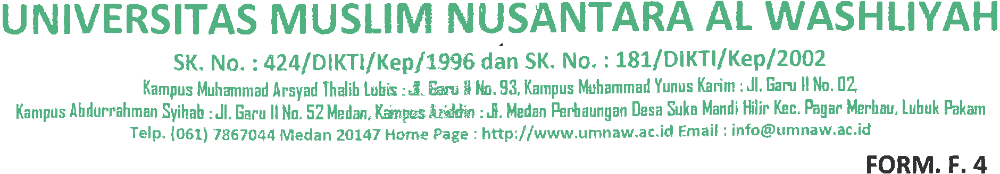 UNIVERSITAS MUSLIM NUSANTARA AL WASHLIYAH
SK. No. : 424/DIKTI/Kep/1996 dan SK. No. : 181/DIKTI/Kep/2002
Kampus Muhammad Arsyad Thalib Lubis : Jl. Garu II No. 93, Kampus Muhammad Yunus Karim : Jl. Garu II No. 02,
Kampus Abdurrahman Syihab : Jl. Garu II No. 52 Medan, Kampus : Jl. Medan Perbaungan Desa Suka Mandi Hilir Kec. Pagar Merbau, Lubuk Pakam
Telp. (061) 7867044 Medan 20147 Home Page : http://www.umnaw.ac.id Email : info@umnaw.ac.id
FORM. F. 4